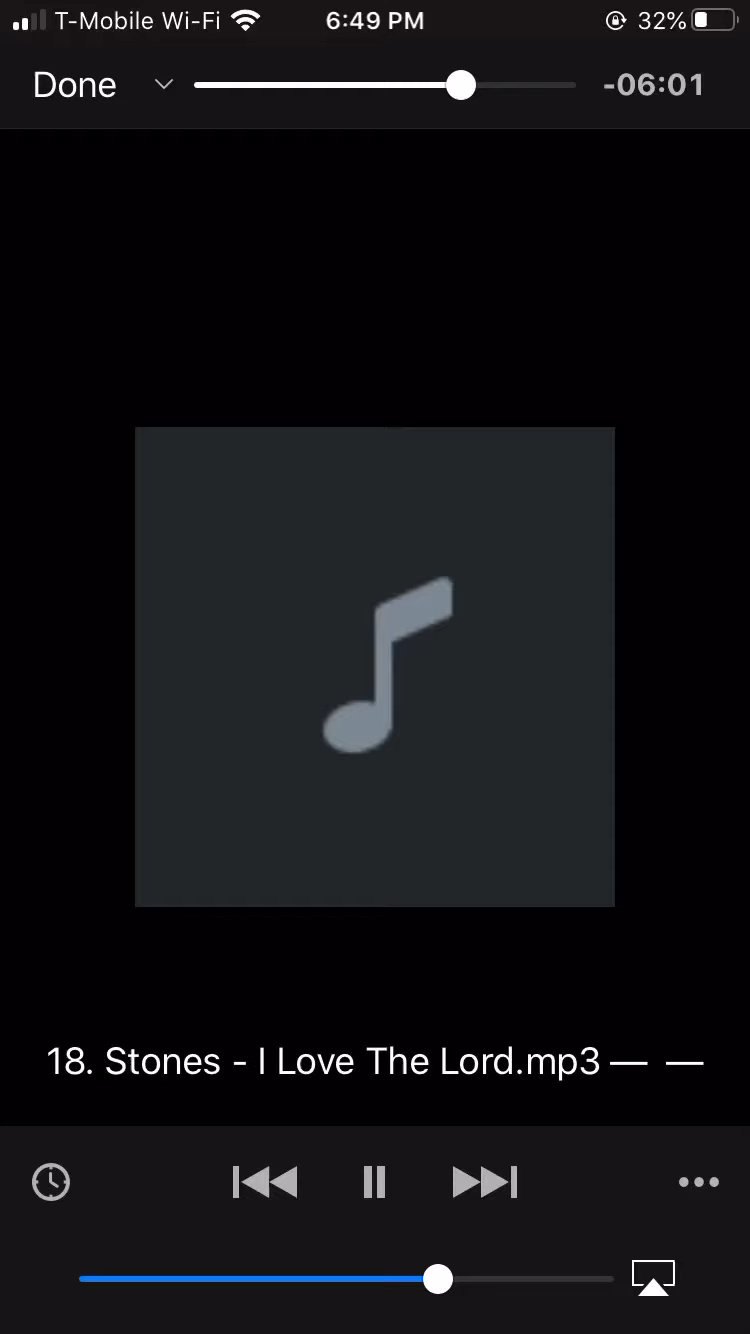 T-Mobile Wi-Fi 6:49 PM 32%
Done -06:01
18. Stones - I Love The Lord.mp3 — —